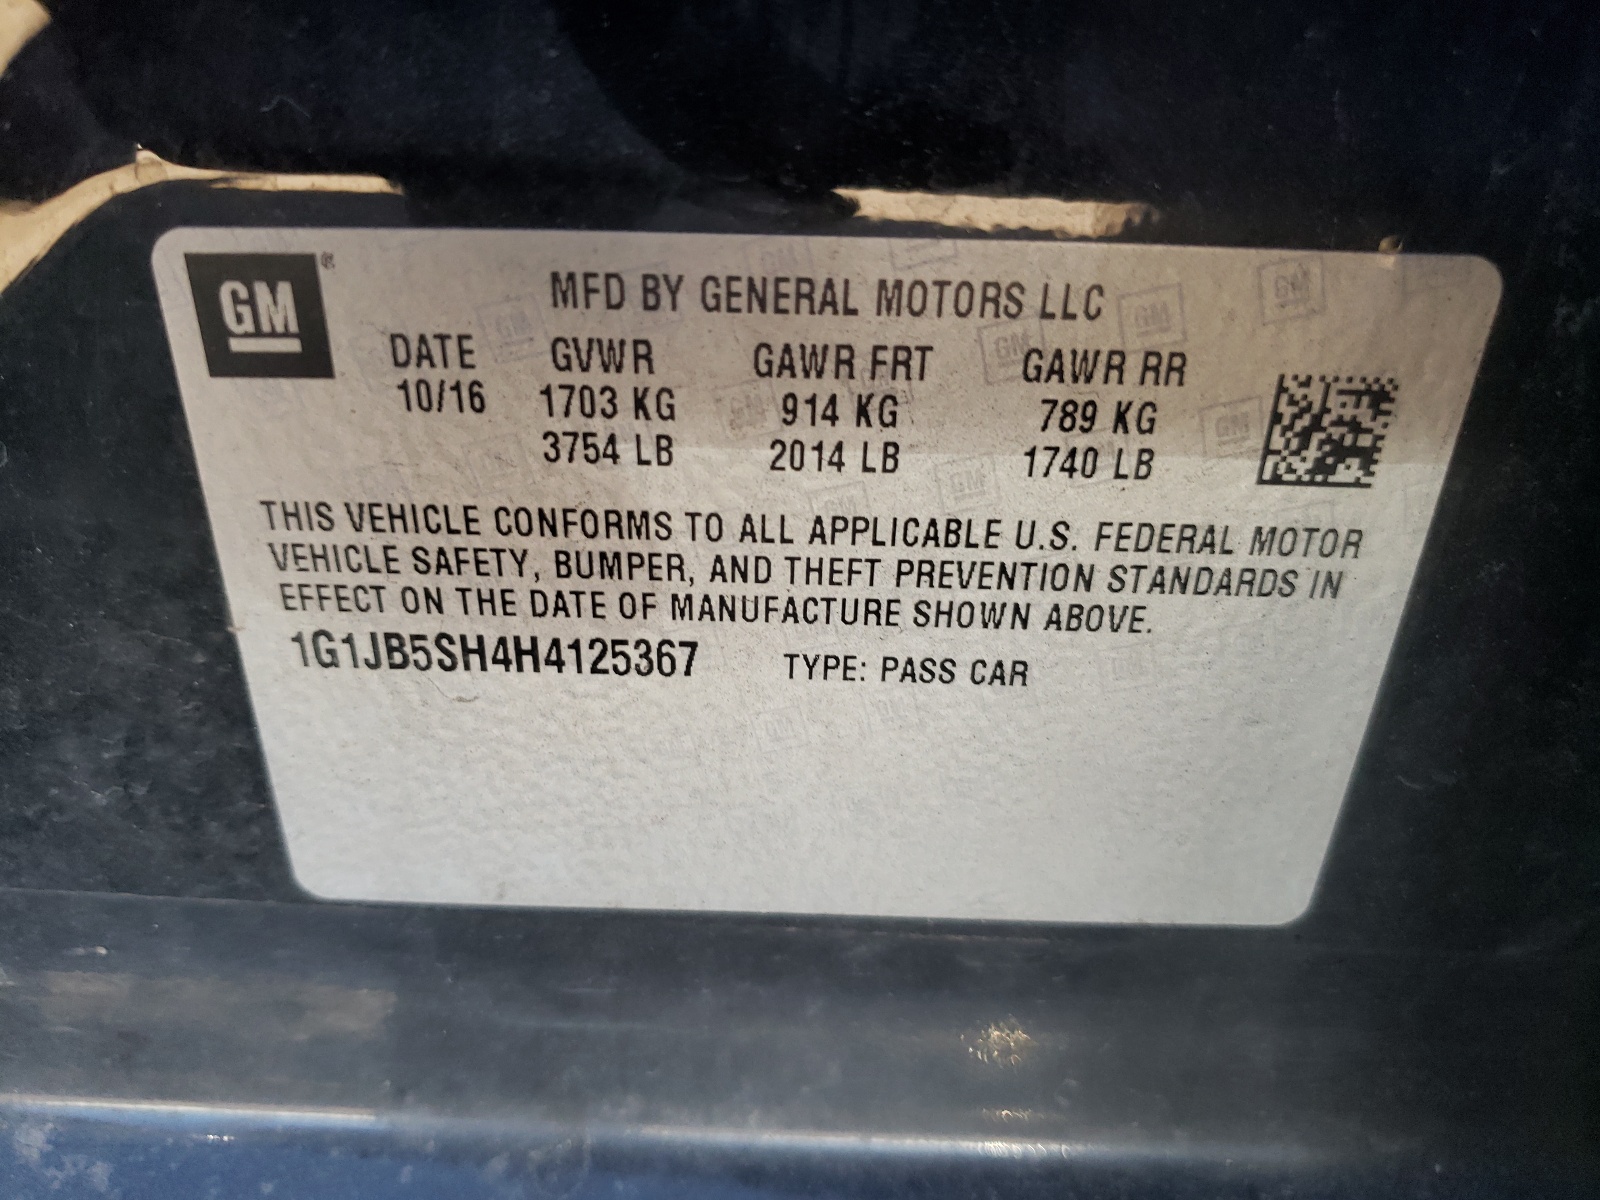 GM®
MFD BY GENERAL MOTORS LLC
DATE GVWR GAWR FRT GAWR RR
10/16 1703 KG 914 KG 789 KG
3754 LB 2014 LB 1740 LB
THIS VEHICLE CONFORMS TO ALL APPLICABLE U.S. FEDERAL MOTOR
VEHICLE SAFETY, BUMPER, AND THEFT PREVENTION STANDARDS IN
EFFECT ON THE DATE OF MANUFACTURE SHOWN ABOVE.
1G1JB5SH4H4125367 TYPE: PASS CAR